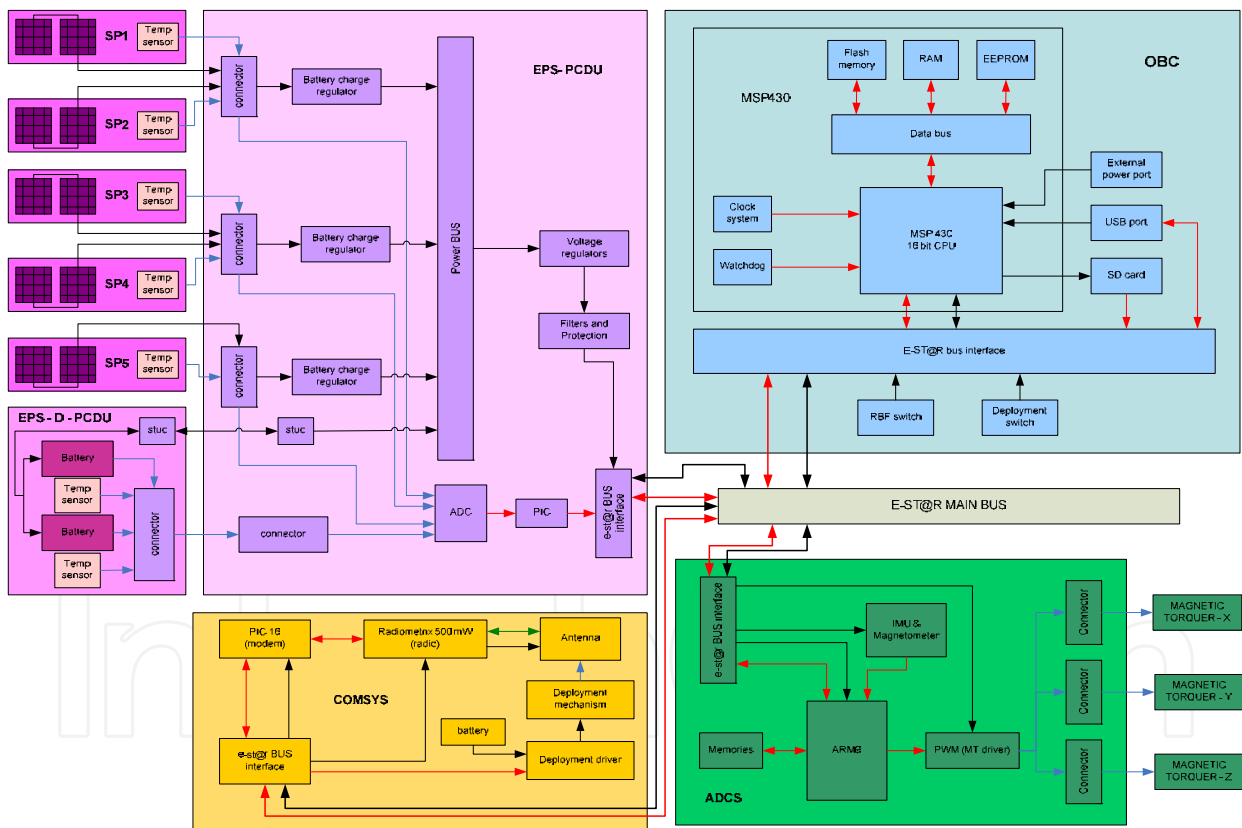 SP1
Temp
sensor
SP2
Temp
sensor
SP3
Temp
sensor
SP4
Temp
sensor
SP5
Temp
sensor
EPS - D - PCDU
stuc
Battery
Temp
sensor
Battery
Temp
sensor
connector
EPS- PCDU
connector
Battery charge
regulator
connector
Battery charge
regulator
connector
Battery charge
regulator
stuc
Power BUS
Voltage
regulators
Filters and
Protection
connector
ADC
PIC
e-st@r BUS
interface
OBC
MSP430
Flash
memory
RAM
EEPROM
Data bus
Clock
system
Watchdog
MSP 430
16 bit CPU
External
power port
USB port
SD card
E-ST@R bus interface
RBF switch
Deployment
switch
E-ST@R MAIN BUS
COMSYS
PIC 16
(modem)
Radiometrix 500mW
(radio)
Antenna
Deployment
mechanism
battery
Deployment driver
e-st@r BUS
interface
ADCS
e-st@r BUS interface
IMU &
Magnetometer
Memories
ARM9
PWM (MT driver)
Connector
Connector
Connector
MAGNETIC
TORQUER - X
MAGNETIC
TORQUER - Y
MAGNETIC
TORQUER - Z